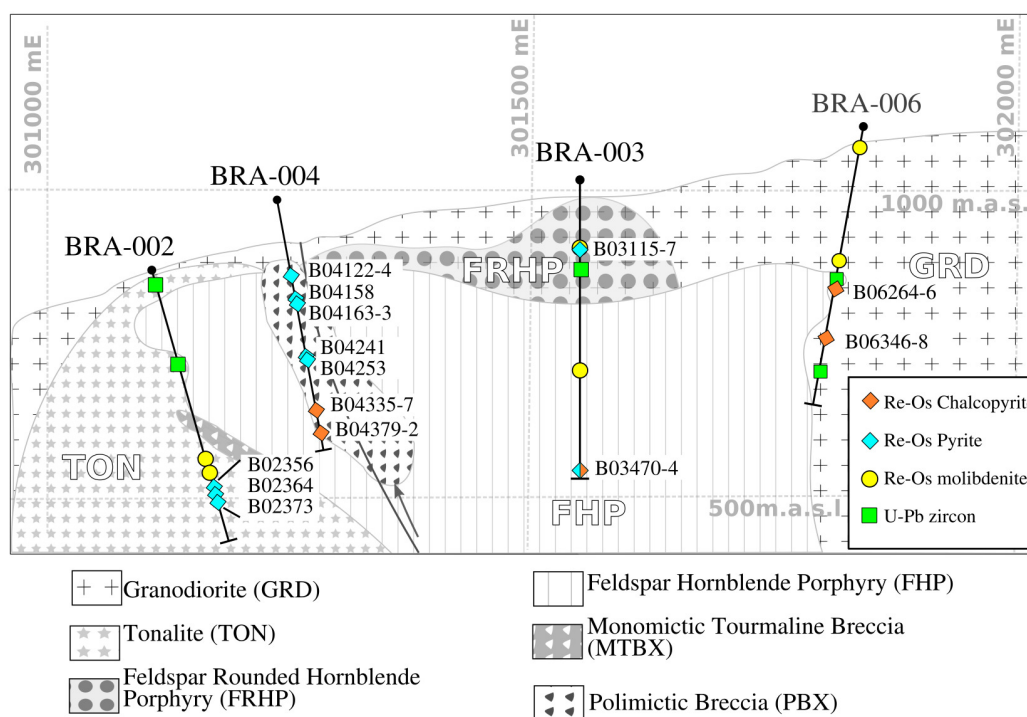 301000 mE
301500 mE
302000 mE
BRA-006
BRA-003
BRA-004
1000 m.a.s.l
BRA-002
B03115-7
B04122-4
FRHP
GRD
B04158
B04163-3
B06264-6
B06346-8
B04241
B04253
Re-Os Chalcopyrite
B04335-7
B04379-2
Re-Os Pyrite
TON
B02356
B02364
B02373
B03470-4
Re-Os molibdenite
500m.a.s.l
FHP
U-Pb zircon
Granodiorite (GRD)
Tonalite (TON)
Feldspar Rounded Hornblende
Porphyry (FRHP)
Feldspar Hornblende Porphyry (FHP)
Monomictic Tourmaline Breccia
(MTBX)
Polimictic Breccia (PBX)